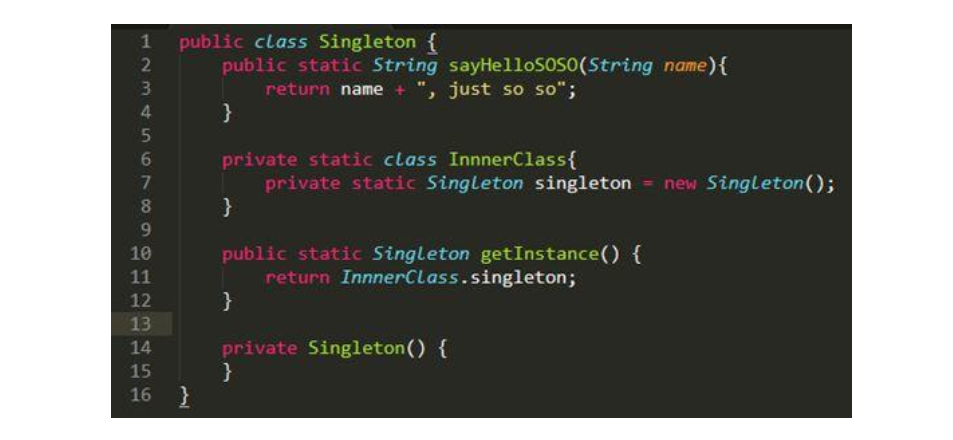 1 public class Singleton {
2 public static String sayHelloSOSO(String name){
3 return name + ", just so so";
4 }
5
6 private static class InnnerClass{
7 private static Singleton singleton = new Singleton();
8 }
9
10 public static Singleton getInstance() {
11 return InnnerClass.singleton;
12 }
13
14 private Singleton() {
15 }
16 }